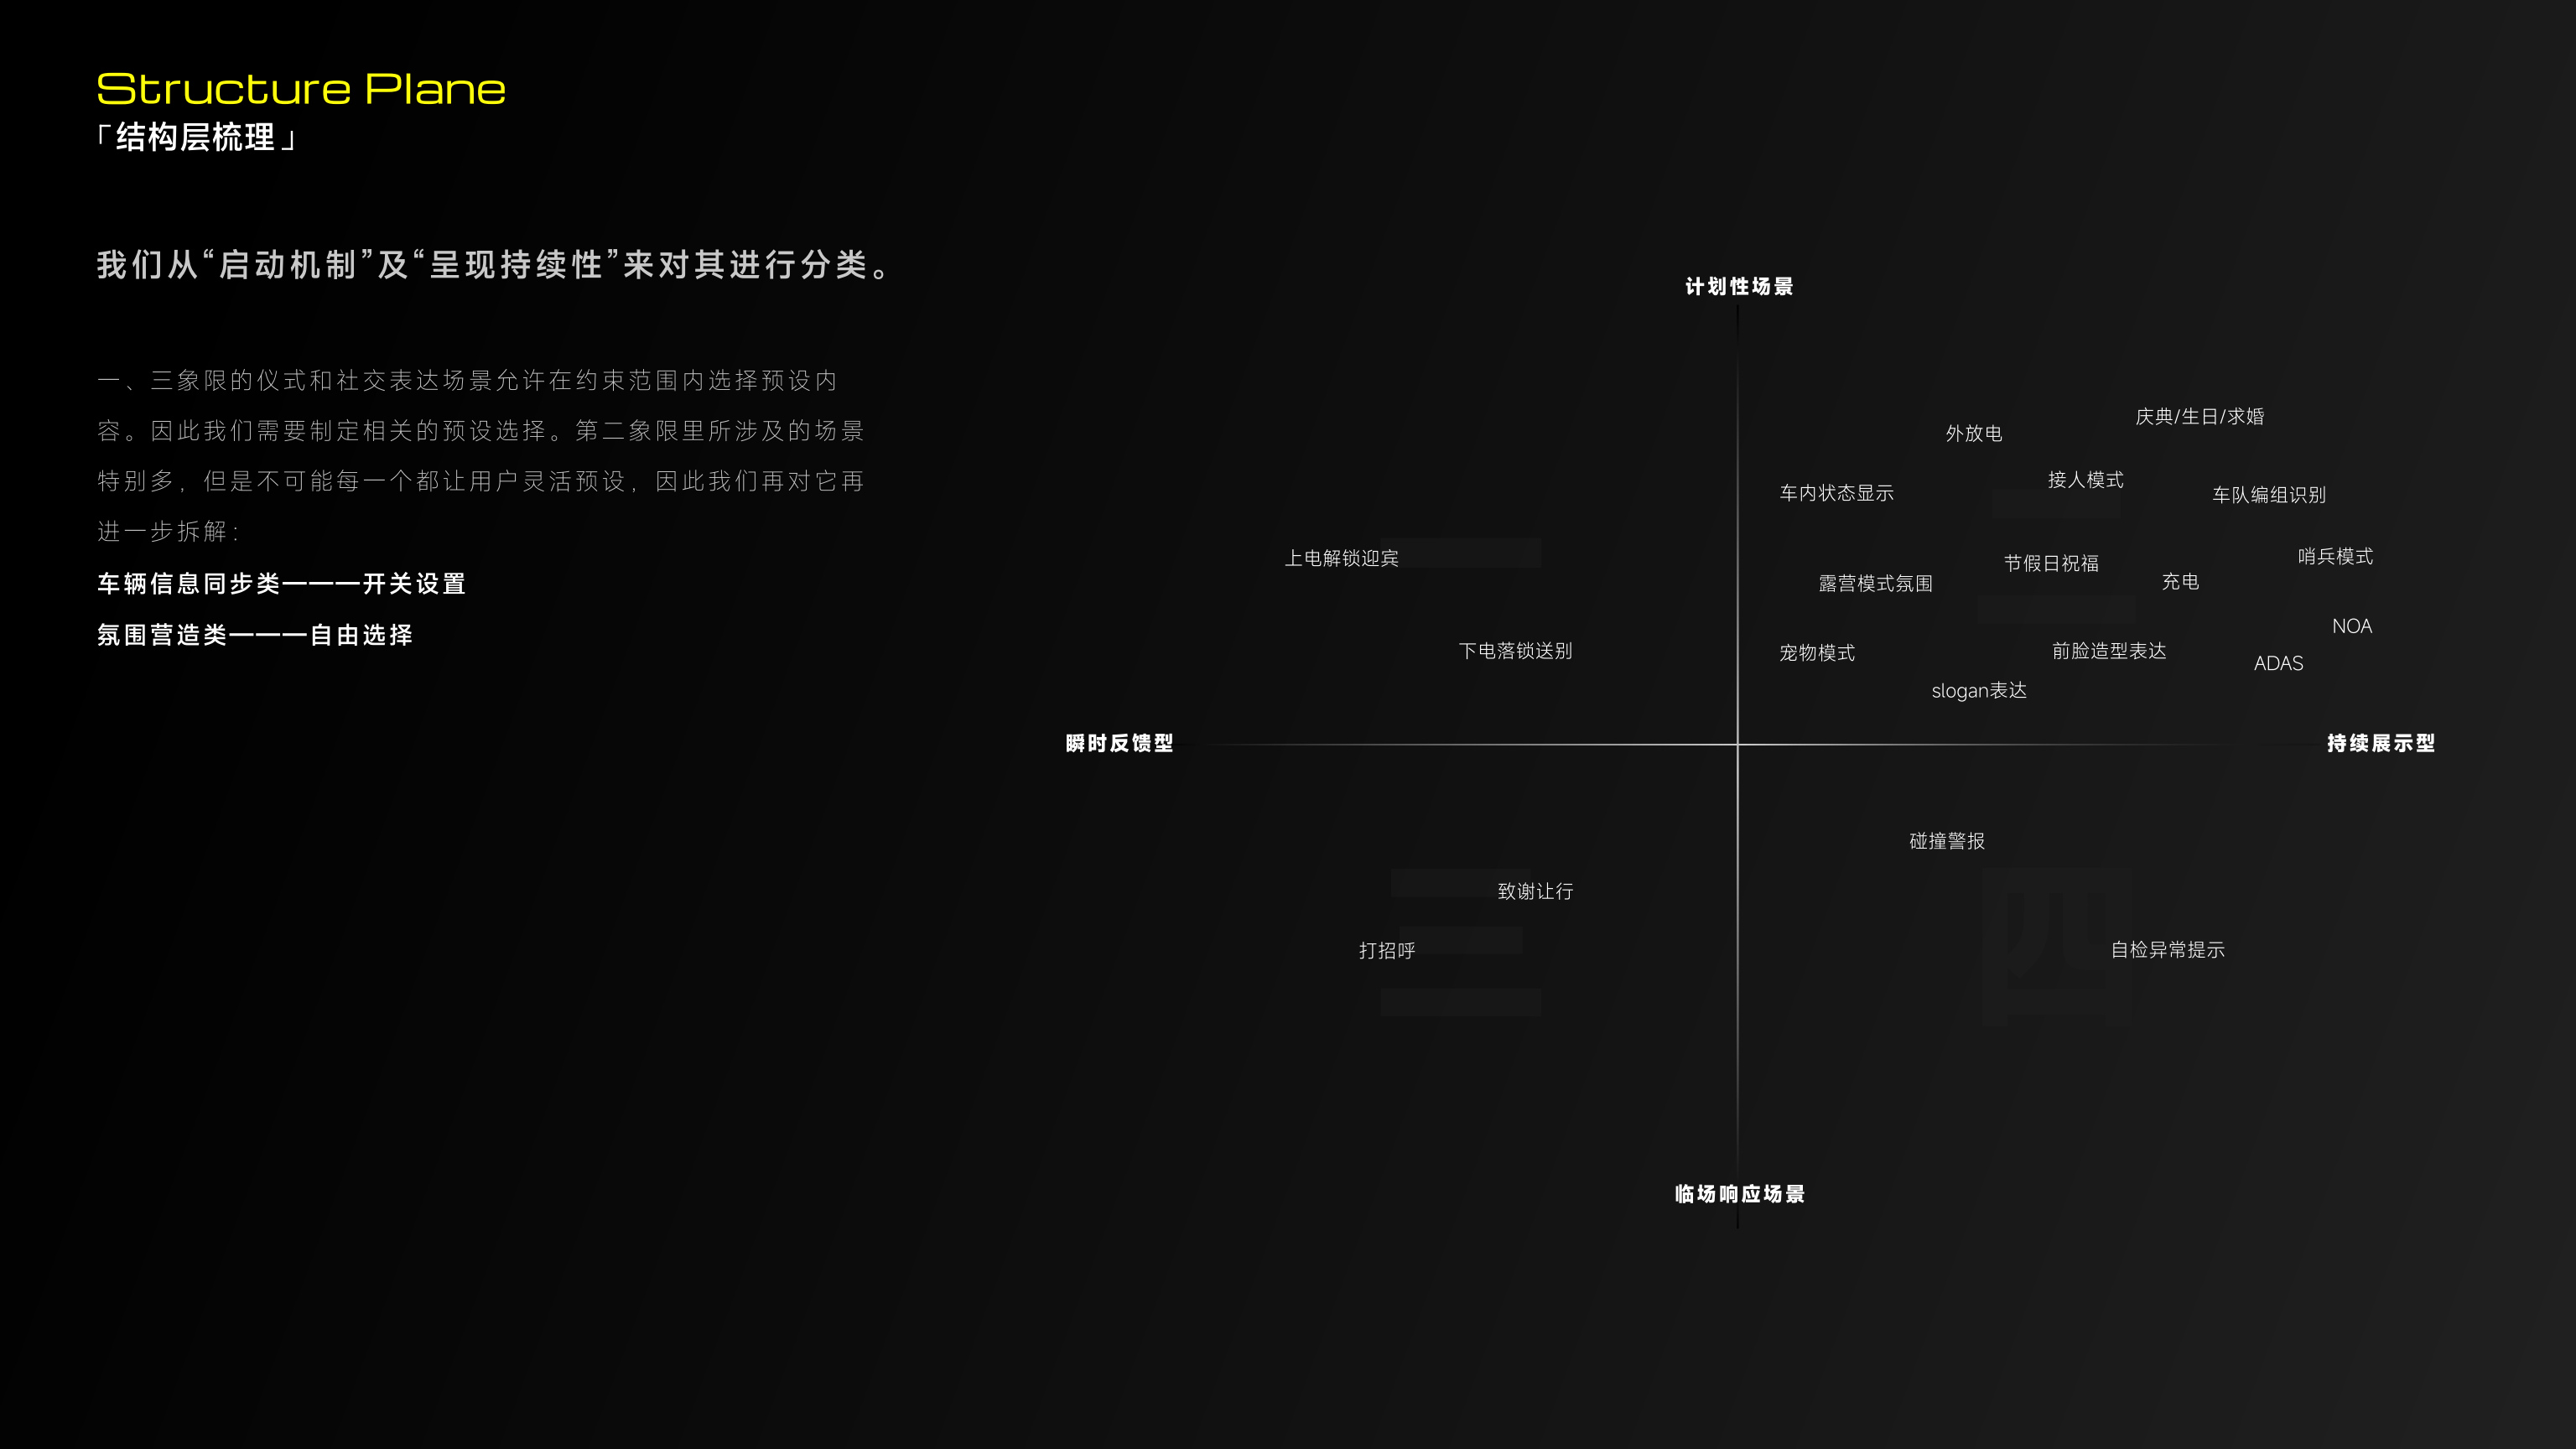 Structure Plane
「结构层梳理」
我们从“启动机制”及“呈现持续性”来对其进行分类。
一、三象限的仪式和社交表达场景允许在约束范围内选择预设内
容。因此我们需要制定相关的预设选择。第二象限里所涉及的场景
特别多，但是不可能每一个都让用户灵活预设，因此我们再对它再
进一步拆解：
车辆信息同步类———开关设置
氛围营造类———自由选择
计划性场景
庆典/生日/求婚
外放电
接人模式
车内状态显示
车队编组识别
一
二
上电解锁迎宾
哨兵模式
节假日祝福
充电
露营模式氛围
NOA
下电落锁送别
宠物模式
前脸造型表达
ADAS
slogan表达
瞬时反馈型
持续展示型
碰撞警报
致谢让行
三
四
打招呼
自检异常提示
临场响应场景